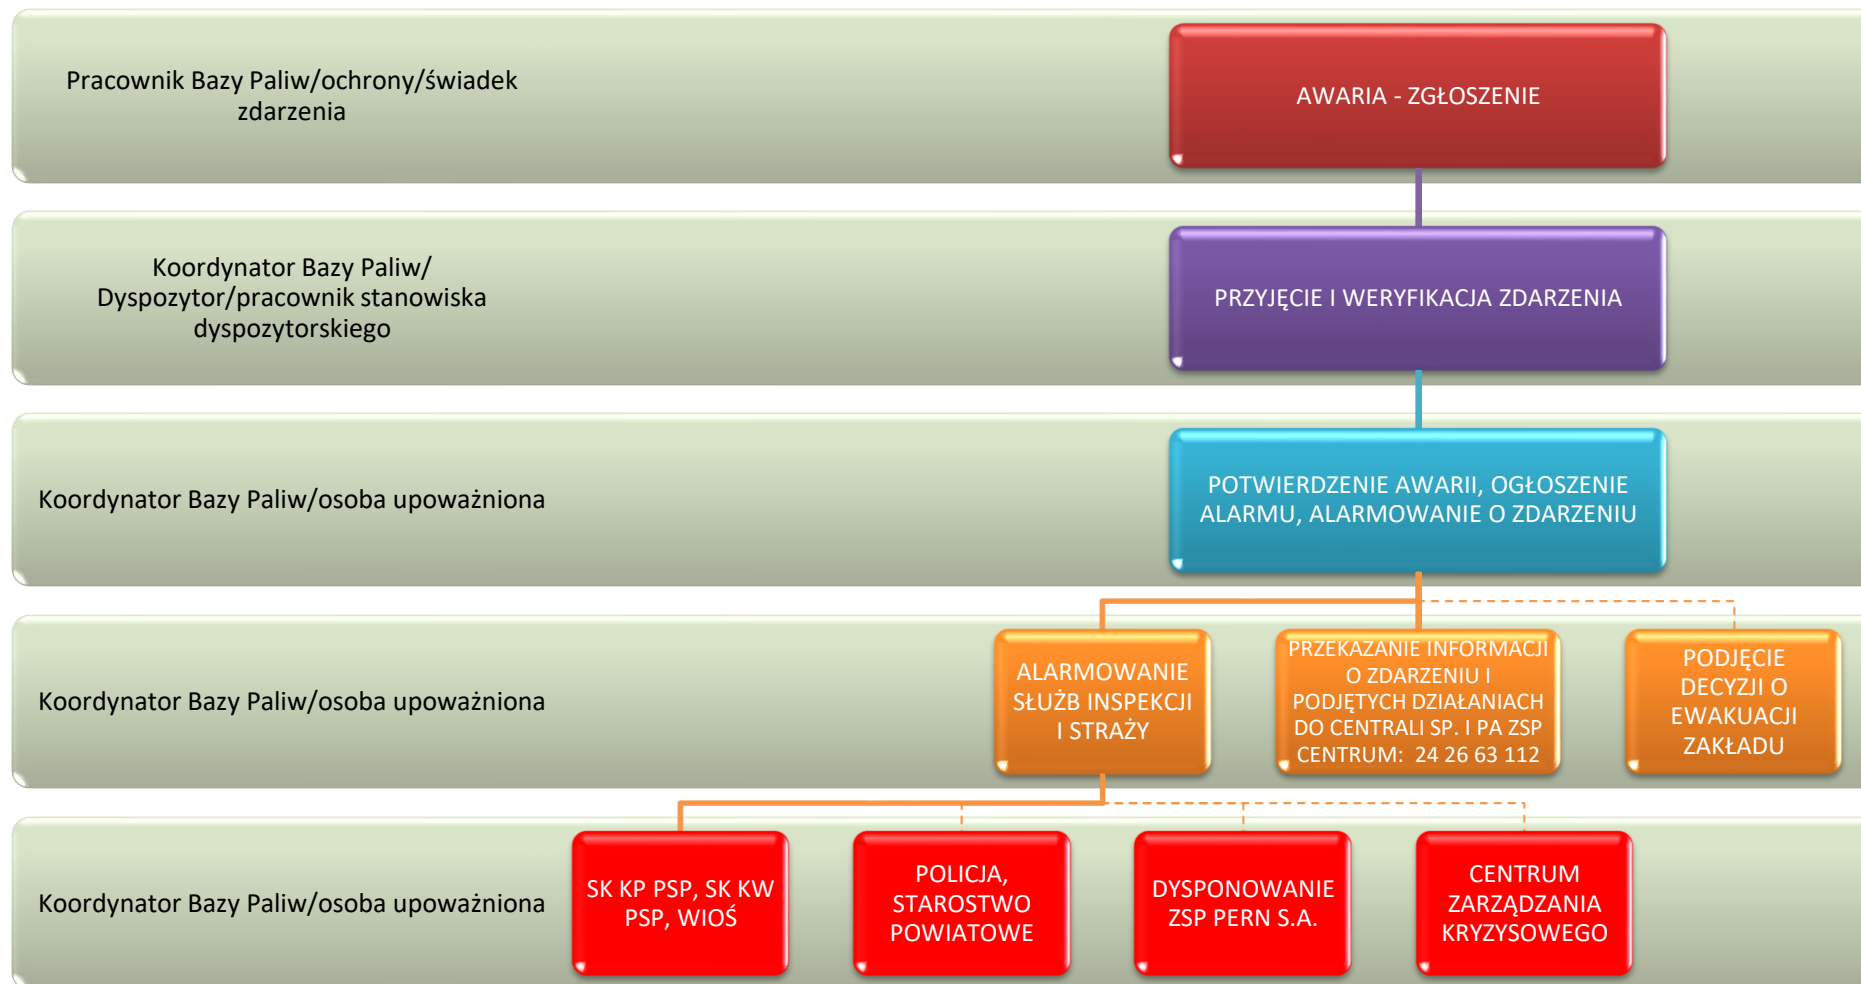 Pracownik Bazy Paliw/ochrony/świadek
zdarzenia
AWARIA - ZGŁOSZENIE
Koordynator Bazy Paliw/
Dyspozytor/pracownik stanowiska
dyspozytorskiego
PRZYJĘCIE I WERYFIKACJA ZDARZENIA
Koordynator Bazy Paliw/osoba upoważniona
POTWIERDZENIE AWARII, OGŁOSZENIE
ALARMU, ALARMOWANIE O ZDARZENIU
Koordynator Bazy Paliw/osoba upoważniona
ALARMOWANIE
SŁUŻB INSPEKCJI
I STRAŻY
PRZEKAZANIE INFORMACJI
O ZDARZENIU I
PODJĘTYCH DZIAŁANIACH
DO CENTRALI SP. I PA ZSP
CENTRUM: 24 26 63 112
PODJĘCIE
DECYZJI O
EWAKUACJI
ZAKŁADU
Koordynator Bazy Paliw/osoba upoważniona
SK KP PSP, SK KW
PSP, WIOŚ
POLICJA,
STAROSTWO
POWIATOWE
DYSPONOWANIE
ZSP PERN S.A.
CENTRUM
ZARZĄDZANIA
KRYZYSOWEGO